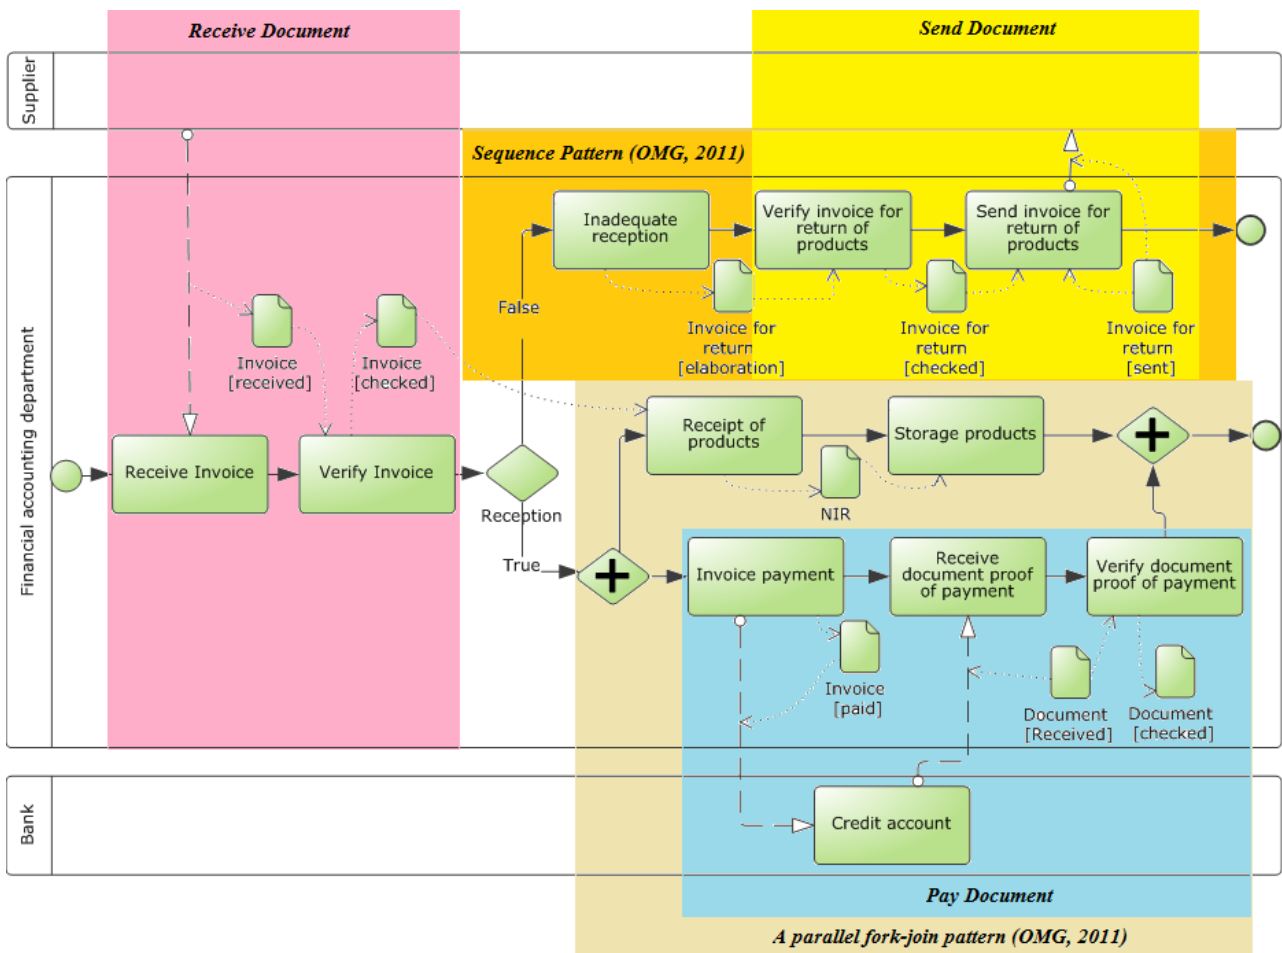 Receive Document
Send Document
Supplier
Sequence Pattern (OMG, 2011)
Financial accounting department
Inadequate
reception
Verify invoice for
return of
products
Send invoice for
return of
products
False
Invoice for
return
[elaboration]
Invoice for
return
[checked]
Invoice for
return
[sent]
Invoice
[received]
Invoice
[checked]
Receive Invoice
Verify Invoice
Reception
True
Receipt of
products
Storage products
NIR
Invoice payment
Receive
document proof
of payment
Verify document
proof of payment
Invoice
[paid]
Document
[Received]
Document
[checked]
Bank
Credit account
Pay Document
A parallel fork-join pattern (OMG, 2011)